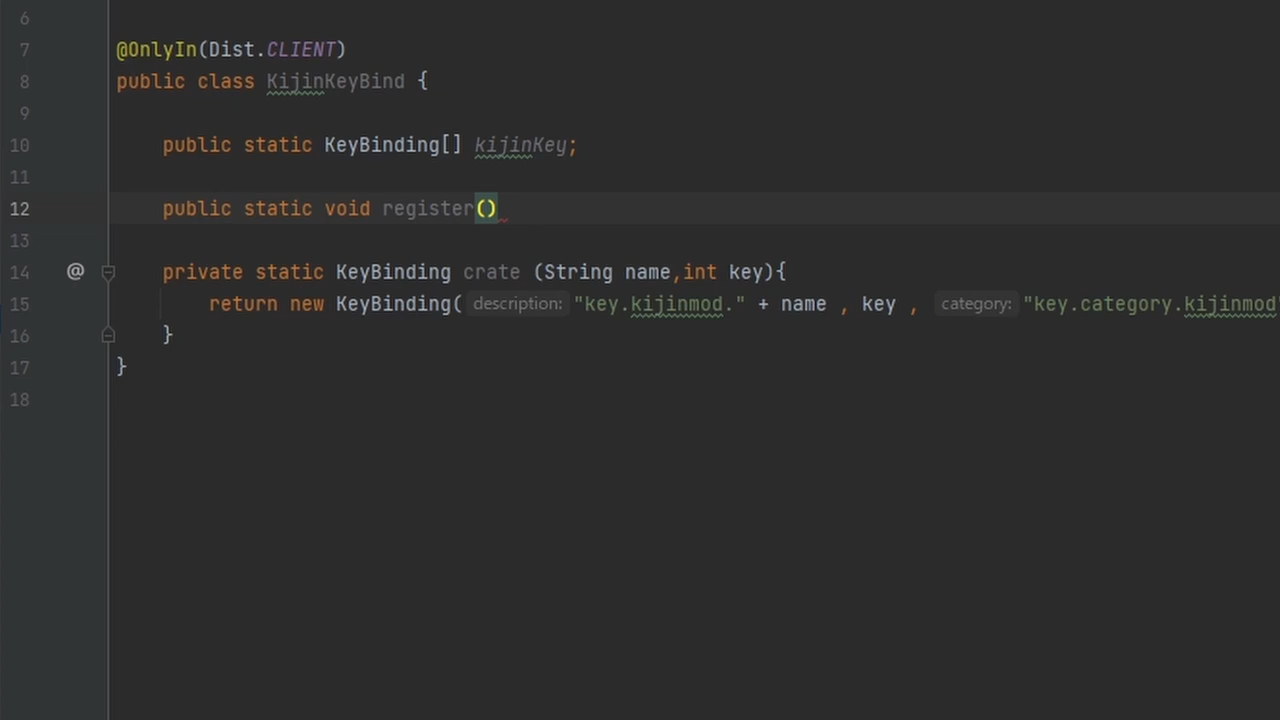 6
7 @OnlyIn(Dist.CLIENT)
8 public class KijinKeyBind {
9
10 public static KeyBinding[] kijinKey;
11
12 public static void register()
13
14 @ private static KeyBinding crate (String name,int key){
15 return new KeyBinding( description: "key.kijinmod." + name , key , category: "key.category.kijinmod"
16 }
17 }
18